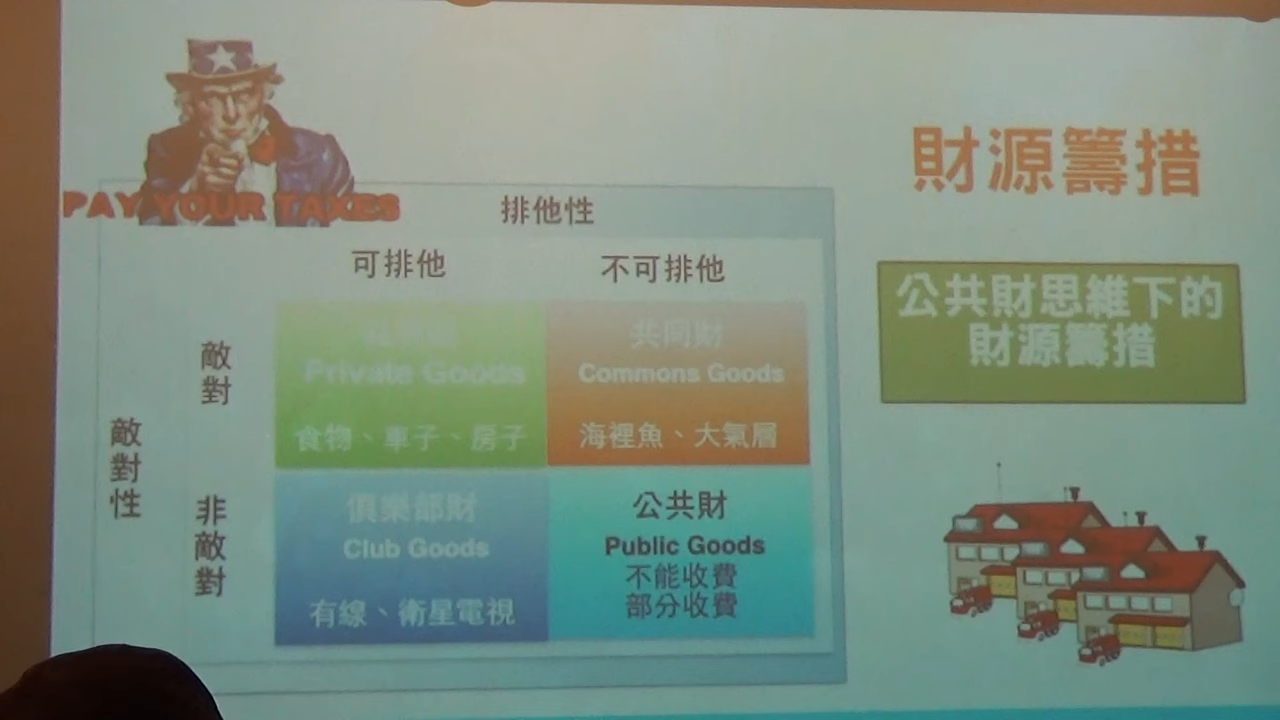 PAY YOUR TAXES
財源籌措
排他性
可排他
不可排他
公共財思維下的
財源籌措
敵對性
敵對
Private Goods
食物、車子、房子
共同財
Commons Goods
海裡魚、大氣層
非敵對
俱樂部財
Club Goods
有線、衛星電視
公共財
Public Goods
不能收費
部分收費